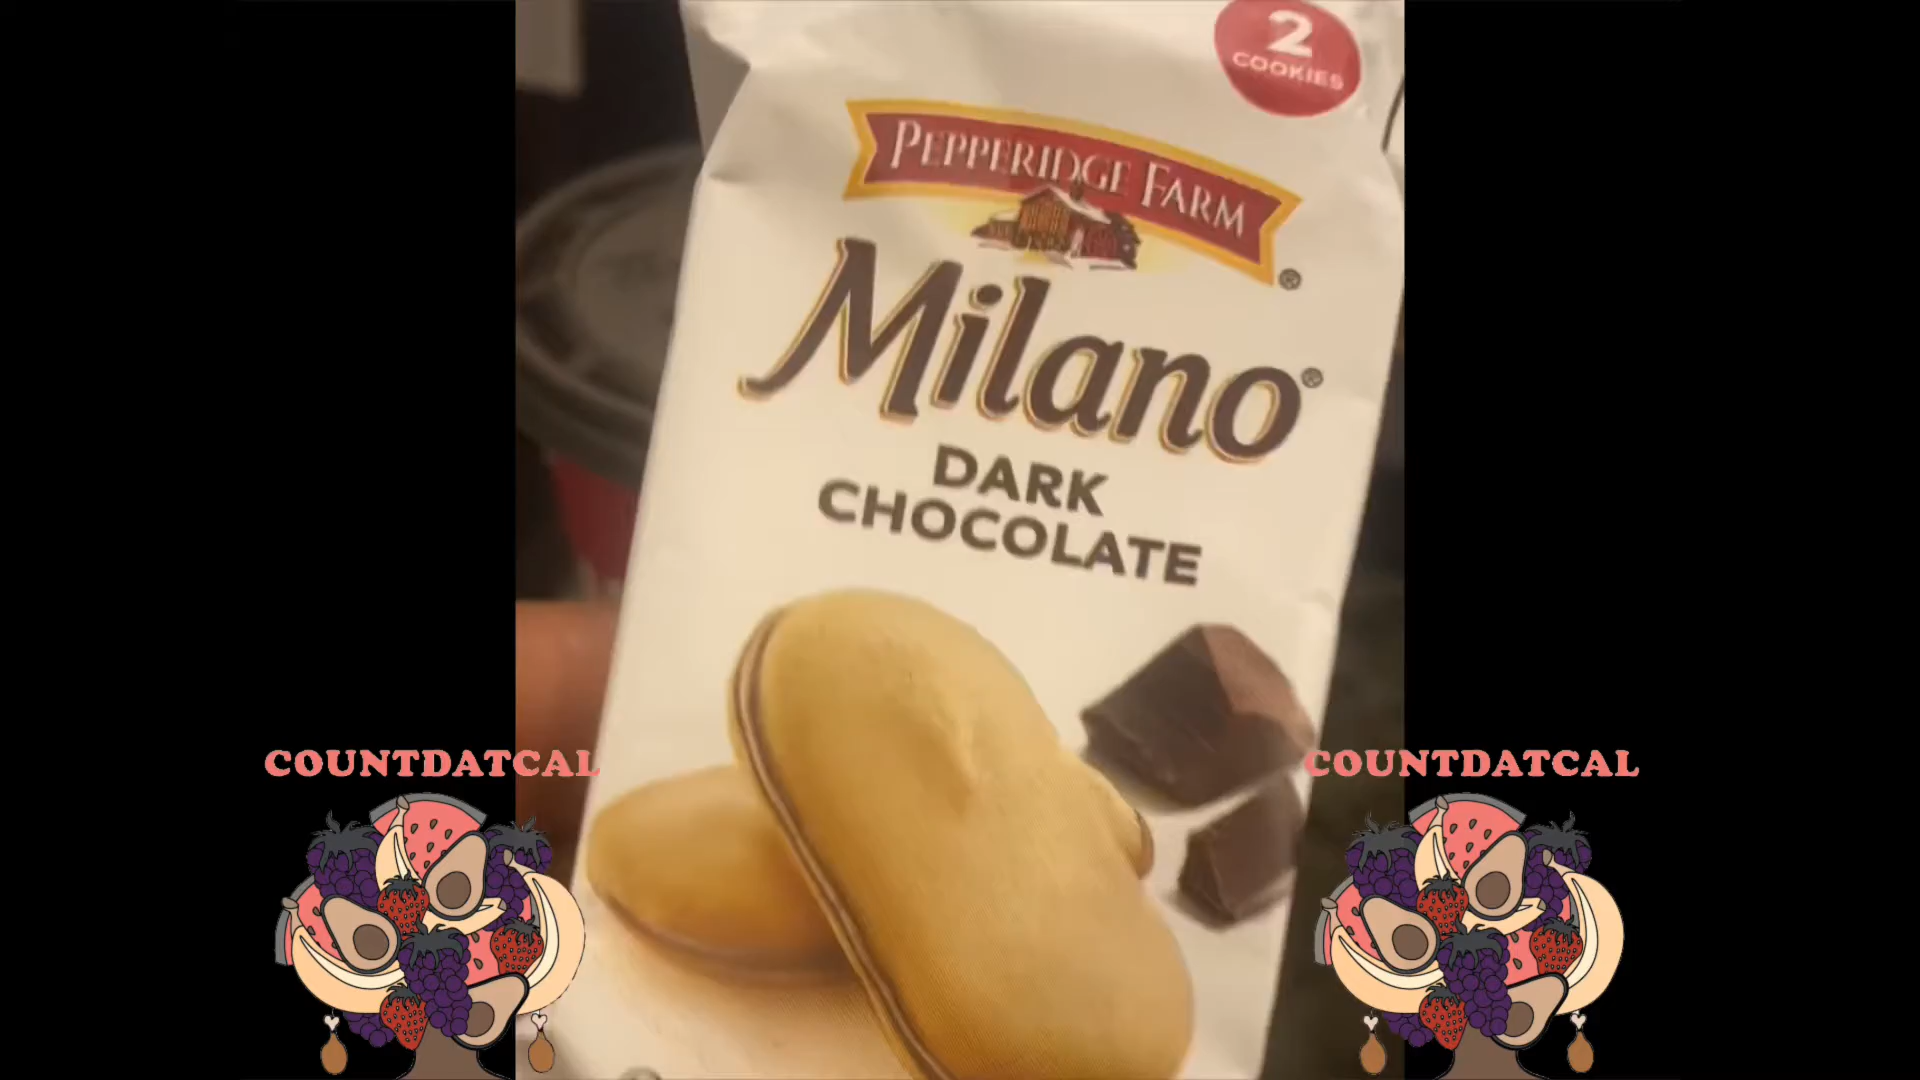 2
COOKIES
PEPPERIDGE FARM®
Milano®
DARK
CHOCOLATE
COUNTDATCAL
COUNTDATCAL